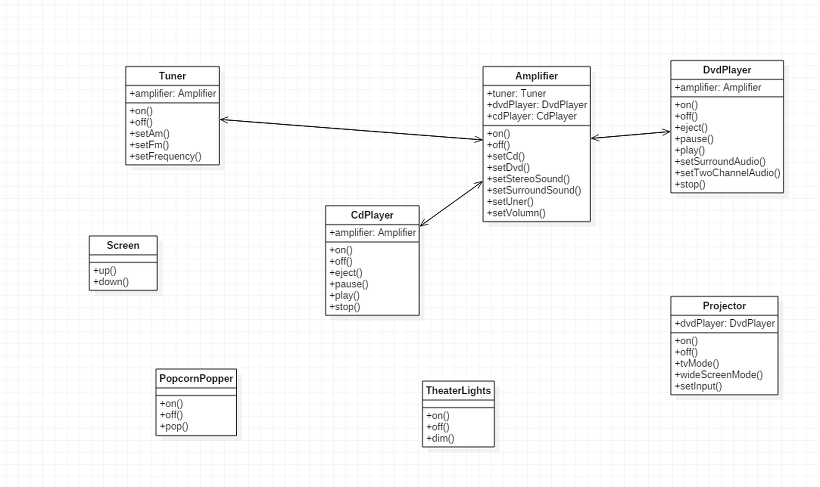 Tuner
+amplifier: Amplifier
+on()
+off()
+setAm()
+setFm()
+setFrequency()
Amplifier
+tuner: Tuner
+dvdPlayer: DvdPlayer
+cdPlayer: CdPlayer
+on()
+off()
+setCd()
+setDvd()
+setStereoSound()
+setSurroundSound()
+setUner()
+setVolumn()
DvdPlayer
+amplifier: Amplifier
+on()
+off()
+eject()
+pause()
+play()
+setSurroundAudio()
+setTwoChannelAudio()
+stop()
CdPlayer
+amplifier: Amplifier
+on()
+off()
+eject()
+pause()
+play()
+stop()
Screen
+up()
+down()
Projector
+dvdPlayer: DvdPlayer
+on()
+off()
+tvMode()
+wideScreenMode()
+setInput()
PopcornPopper
+on()
+off()
+pop()
TheaterLights
+on()
+off()
+dim()